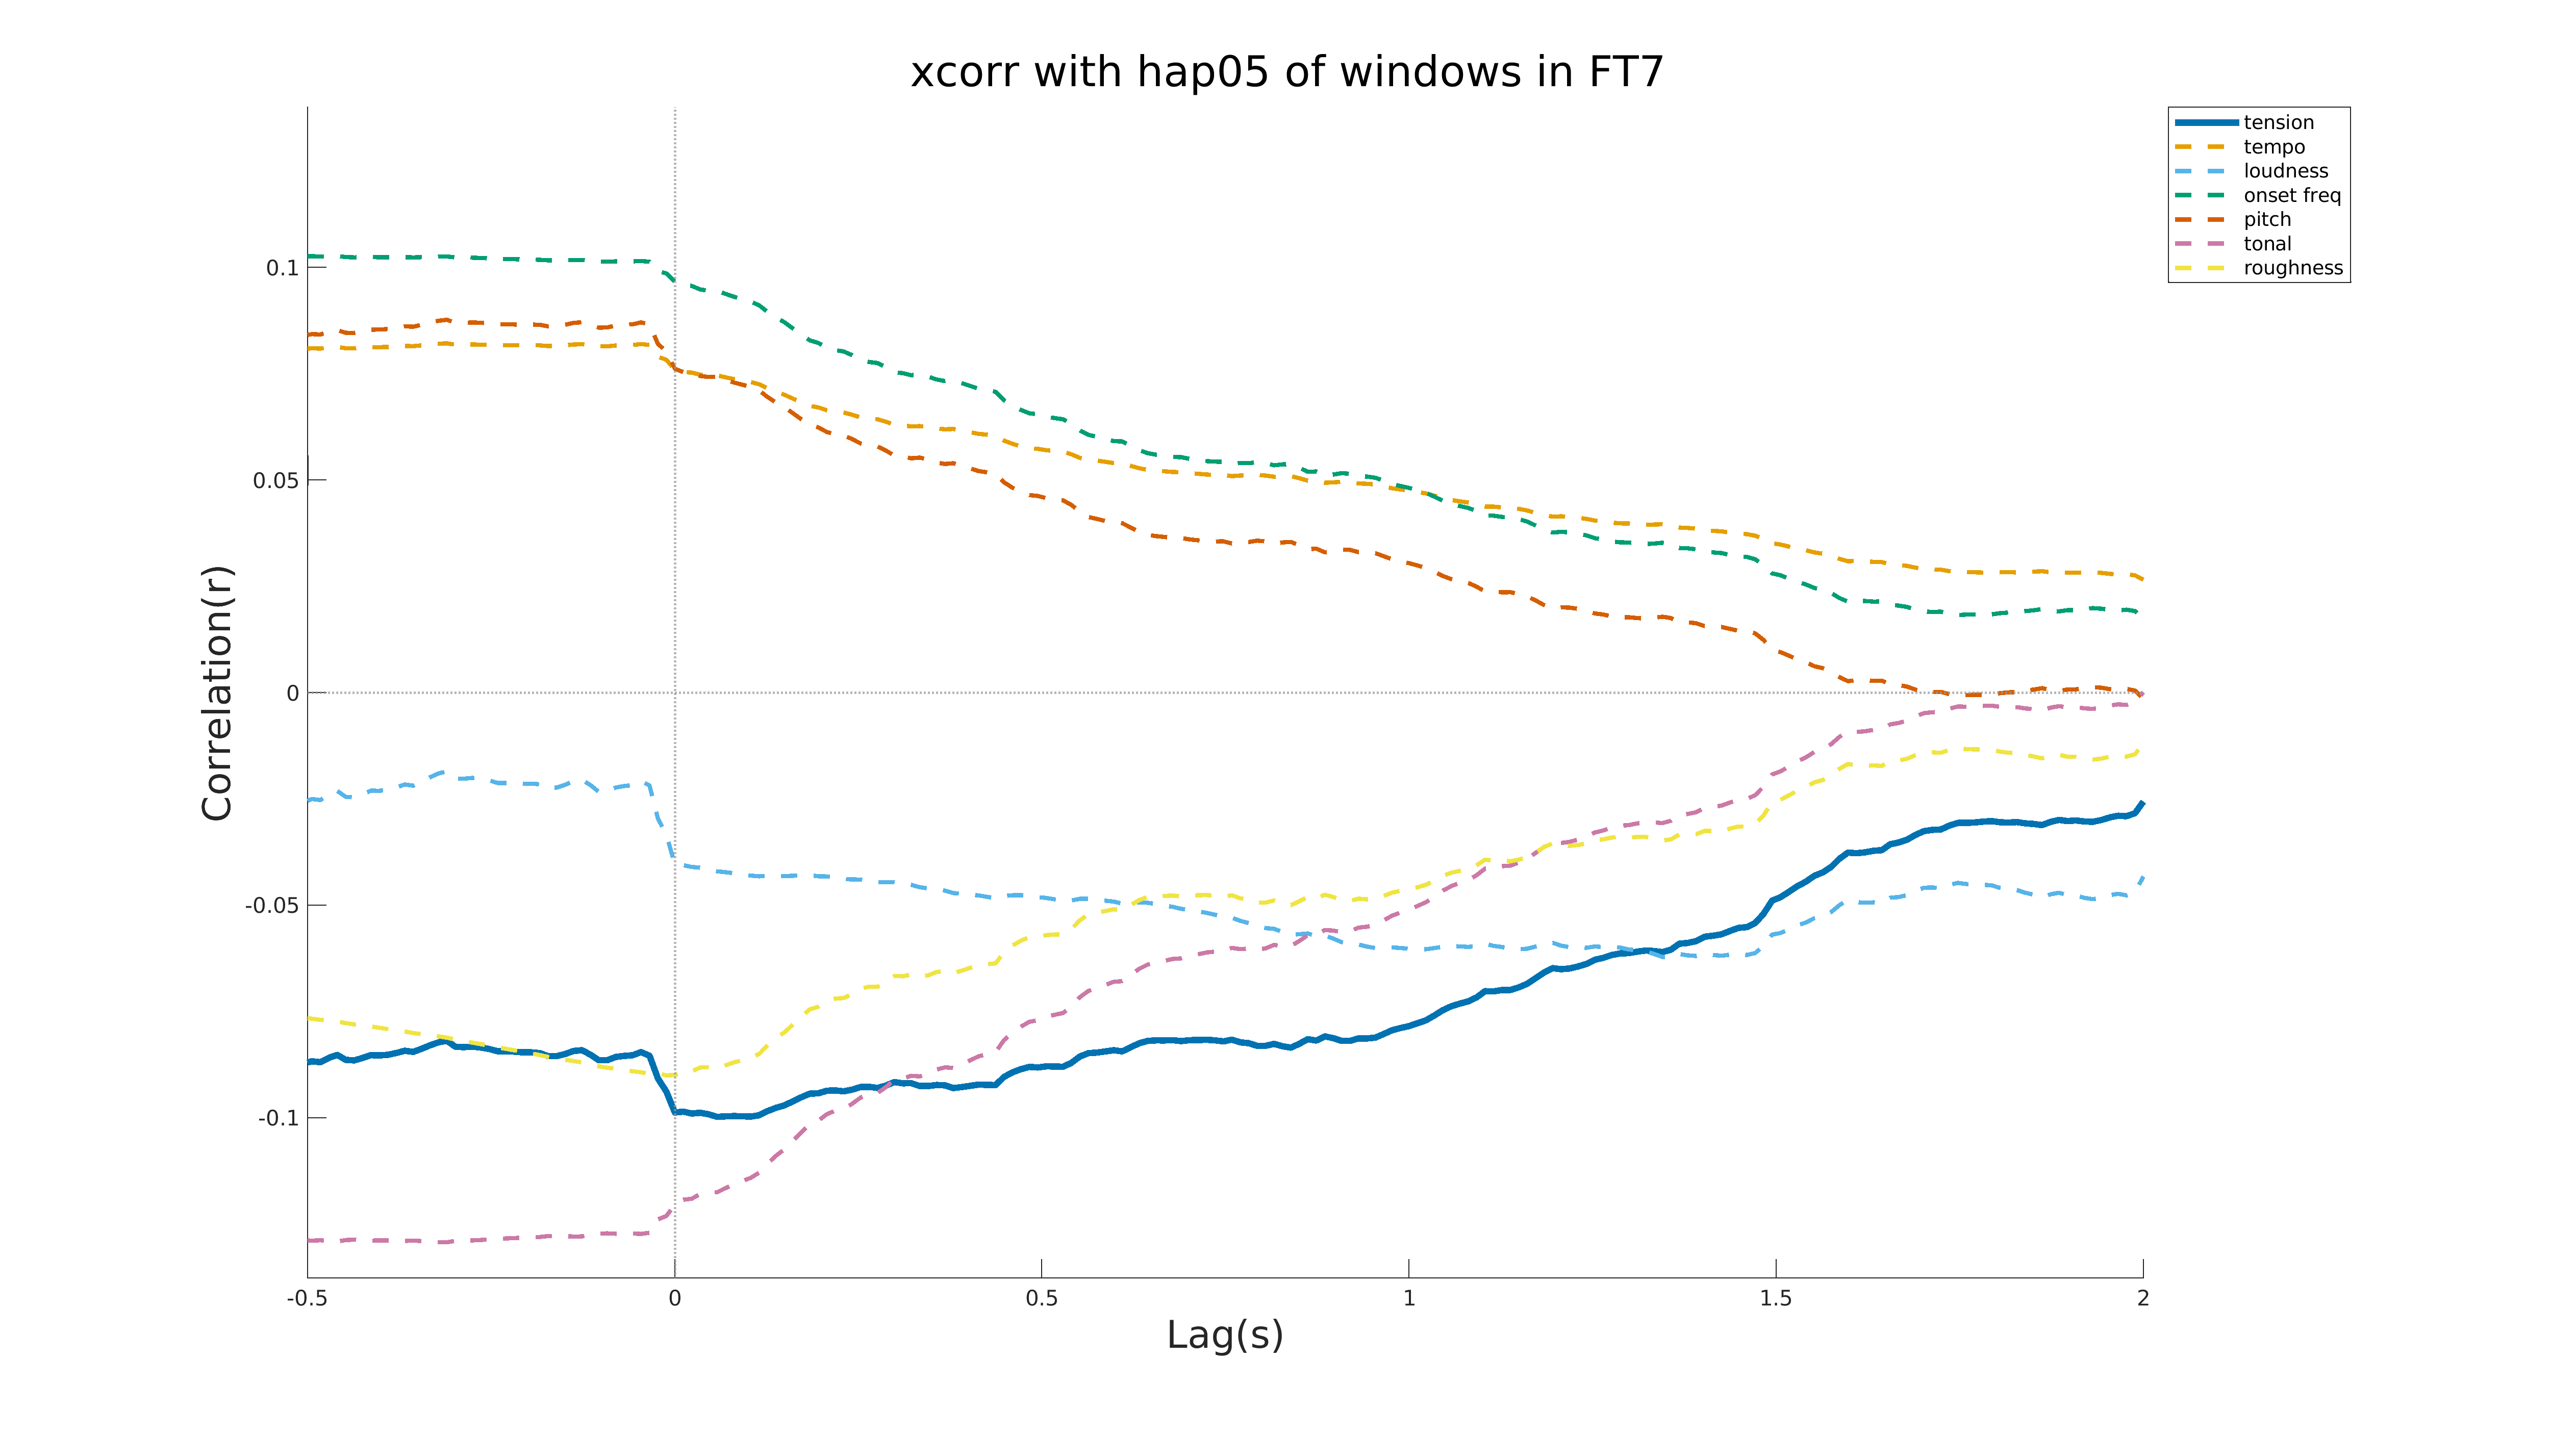 xcorr with hap05 of windows in FT7
tension
tempo
loudness
onset freq
pitch
tonal
roughness
0.1
0.05
0
-0.05
-0.1
Correlation(r)
-0.5
0
0.5
1
1.5
2
Lag(s)